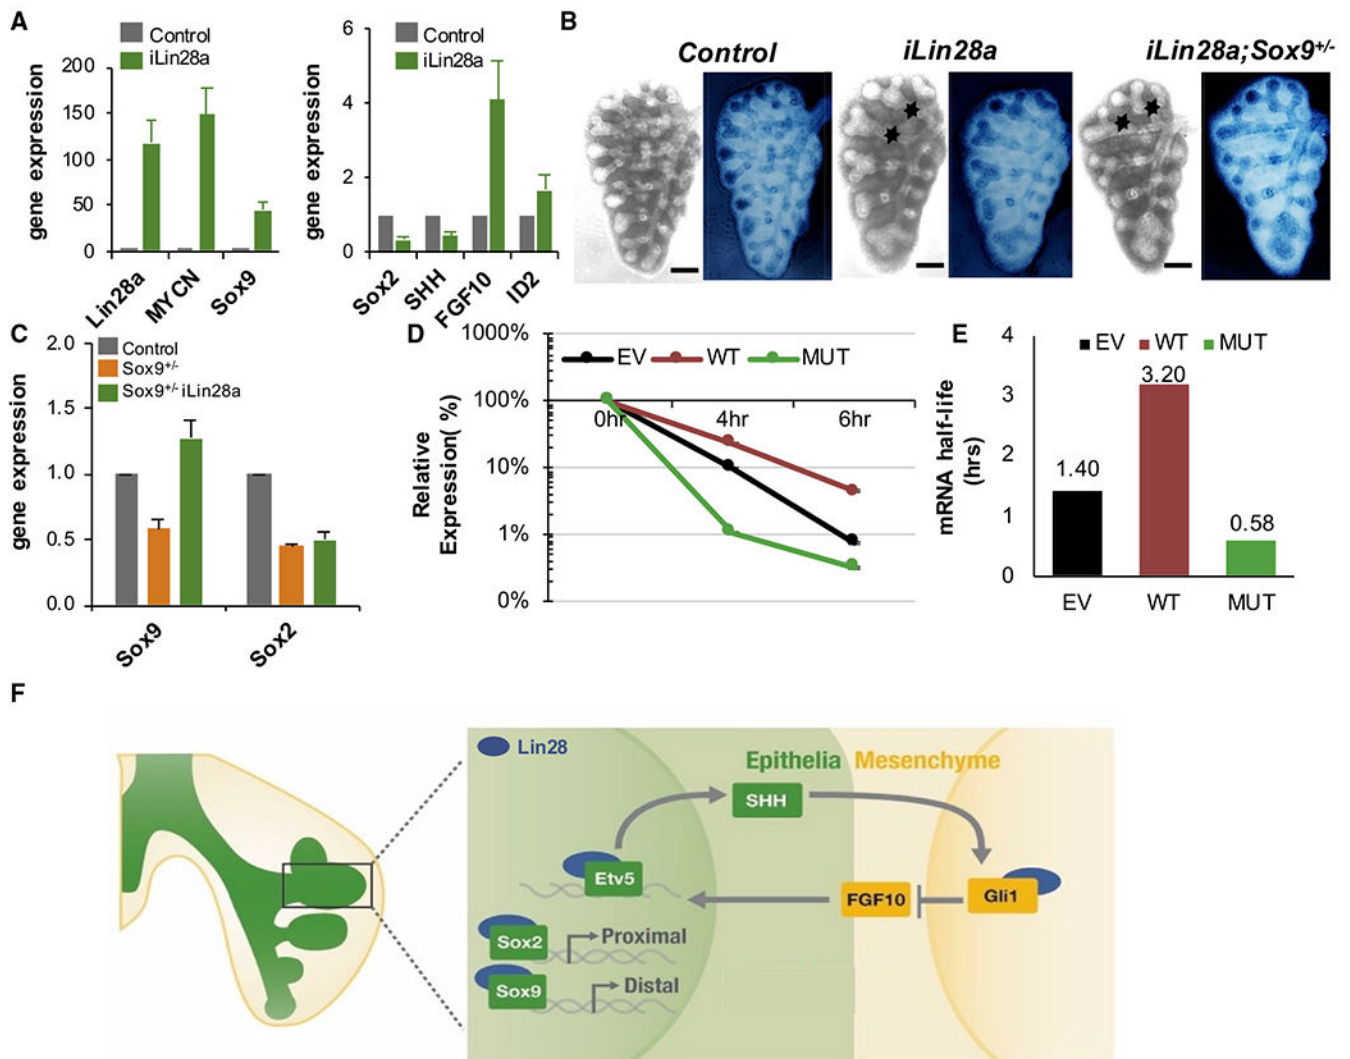 A
Control
iLin28a
gene expression
200
150
100
50
0
Lin28a
MYCN
Sox9
Control
iLin28a
gene expression
6
4
2
0
Sox2
SHH
FGF10
ID2
B
Control
iLin28a
iLin28a;Sox9+/-
C
Control
Sox9+/-
Sox9+/- iLin28a
gene expression
2.0
1.5
1.0
0.5
0.0
Sox9
Sox2
D
EV
WT
MUT
Relative
Expression( %)
1000%
100%
10%
1%
0%
0hr
4hr
6hr
E
EV
WT
MUT
mRNA half-life
(hrs)
4
3
2
1
0
1.40
3.20
0.58
EV
WT
MUT
F
Lin28
Epithelia
Mesenchyme
SHH
Etv5
FGF10
Gli1
Sox2
Proximal
Sox9
Distal